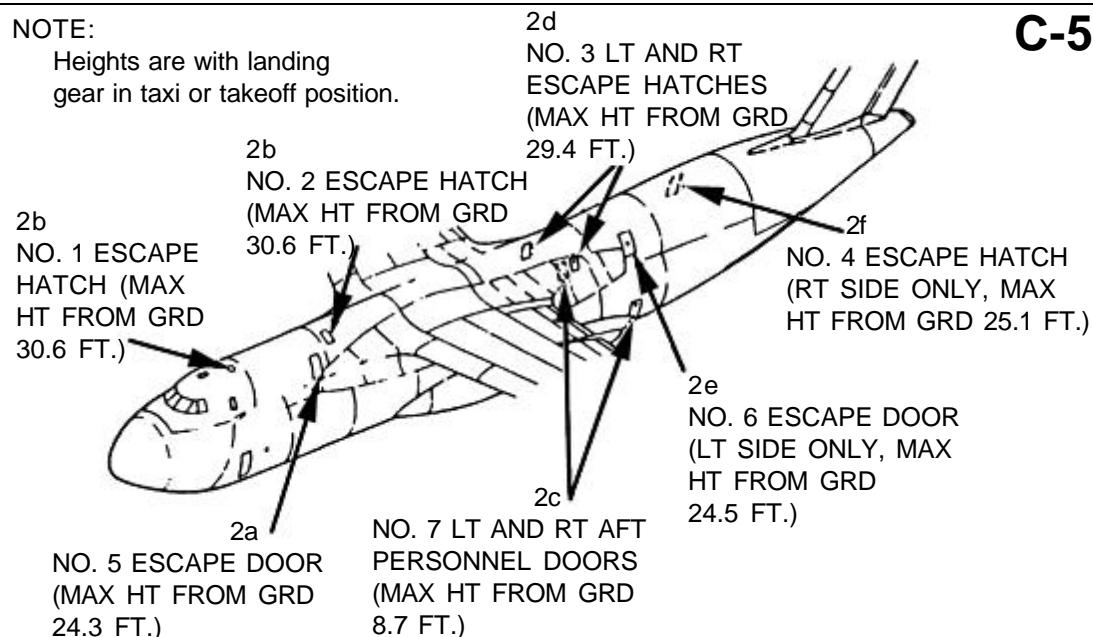 NOTE:
Heights are with landing
gear in taxi or takeoff position.
C-5
2d
NO. 3 LT AND RT
ESCAPE HATCHES
(MAX HT FROM GRD
29.4 FT.)
2b
NO. 2 ESCAPE HATCH
(MAX HT FROM GRD
30.6 FT.)
2b
NO. 1 ESCAPE
HATCH (MAX
HT FROM GRD
30.6 FT.)
2f
NO. 4 ESCAPE HATCH
(RT SIDE ONLY, MAX
HT FROM GRD 25.1 FT.)
2e
NO. 6 ESCAPE DOOR
(LT SIDE ONLY, MAX
HT FROM GRD
24.5 FT.)
2a
NO. 5 ESCAPE DOOR
(MAX HT FROM GRD
24.3 FT.)
2c
NO. 7 LT AND RT AFT
PERSONNEL DOORS
(MAX HT FROM GRD
8.7 FT.)